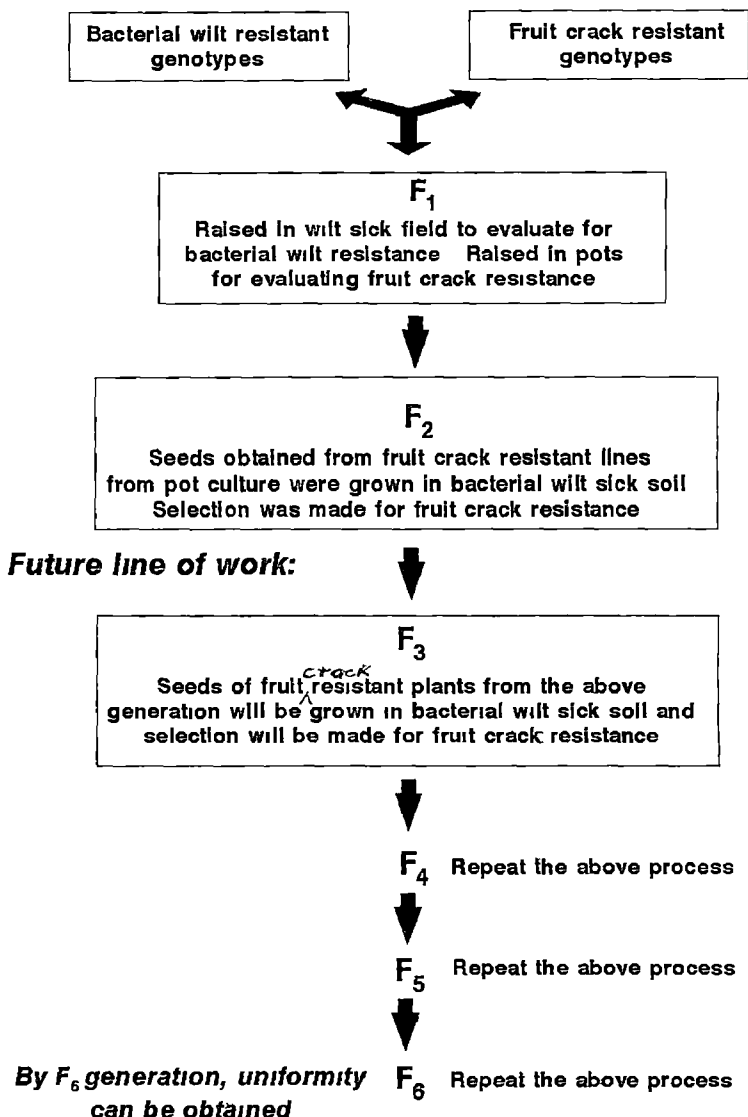 Bacterial wilt resistant
genotypes
Fruit crack resistant
genotypes
F₁
Raised in wilt sick field to evaluate for
bacterial wilt resistance Raised in pots
for evaluating fruit crack resistance
F₂
Seeds obtained from fruit crack resistant lines
from pot culture were grown in bacterial wilt sick soil
Selection was made for fruit crack resistance
Future line of work:
F₃
crack
Seeds of fruit resistant plants from the above
generation will be grown in bacterial wilt sick soil and
selection will be made for fruit crack resistance
F₄ Repeat the above process
F₅ Repeat the above process
By F₆ generation, uniformity
can be obtained
F₆ Repeat the above process